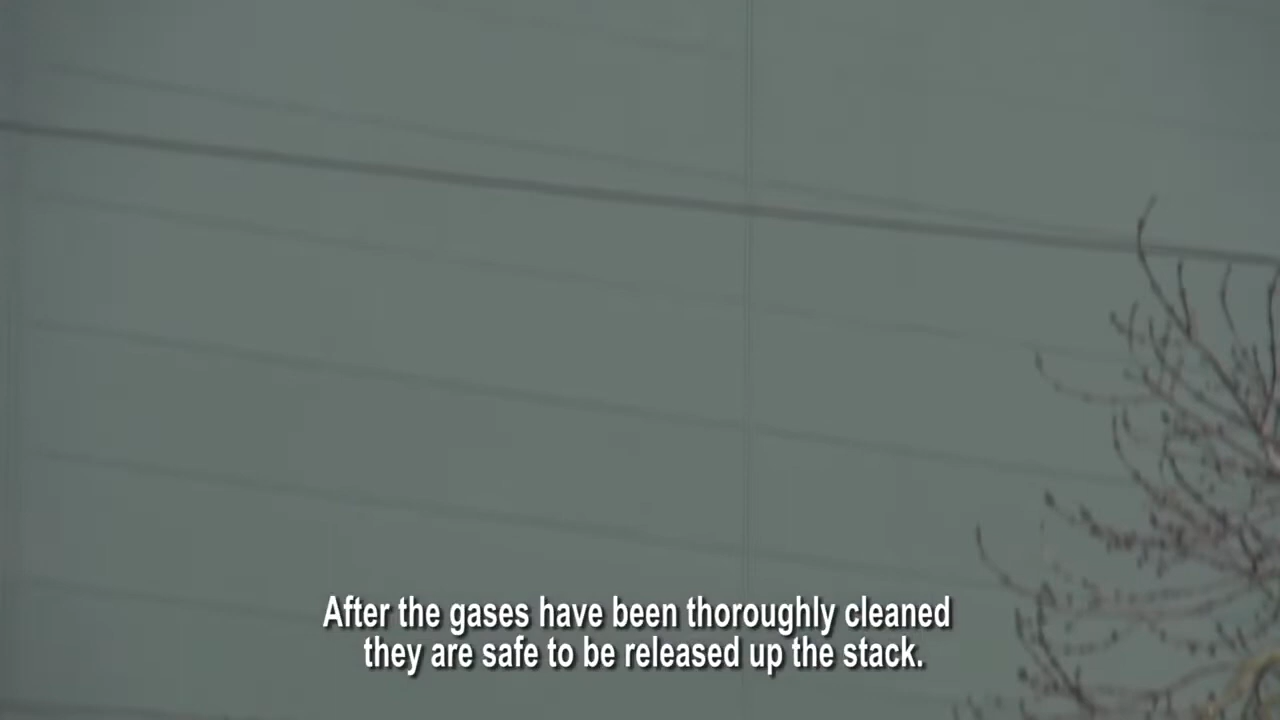 After the gases have been thoroughly cleaned
they are safe to be released up the stack.